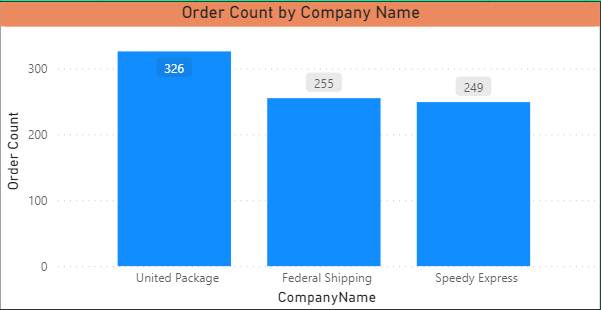 Order Count by Company Name
Order Count
300
200
100
0
326
255
249
United Package
Federal Shipping
Speedy Express
CompanyName